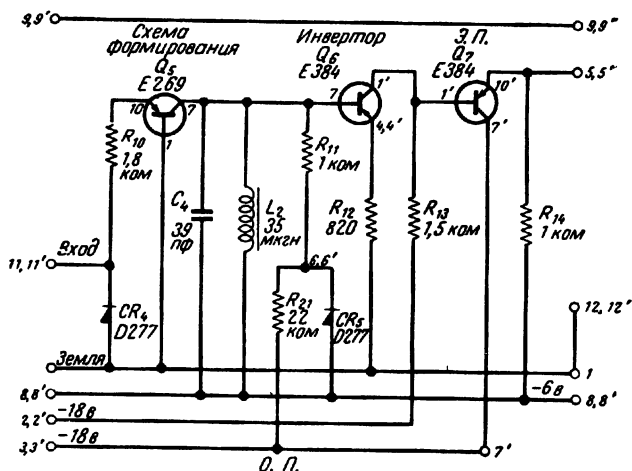 9,9'
9,9"
Схема
формирования
Q5
E269
10
7
1
Инвертор
Q6
E384
7
1'
4,4'
Э.П.
Q7
E384
1'
10'
7'
5,5"
R10
1,8
ком
C4
39
пф
L2
35
мкгн
R11
1 ком
R12
820
R13
1,5 ком
R14
1 ком
6,6'
Вход
11,11'
CR4
D277
R21
22
ком
CR5
D277
12,12"
Земля
1
8,8'
-6в
8,8'
2,2'
-18в
3,3'
-18в
7'
О. П.